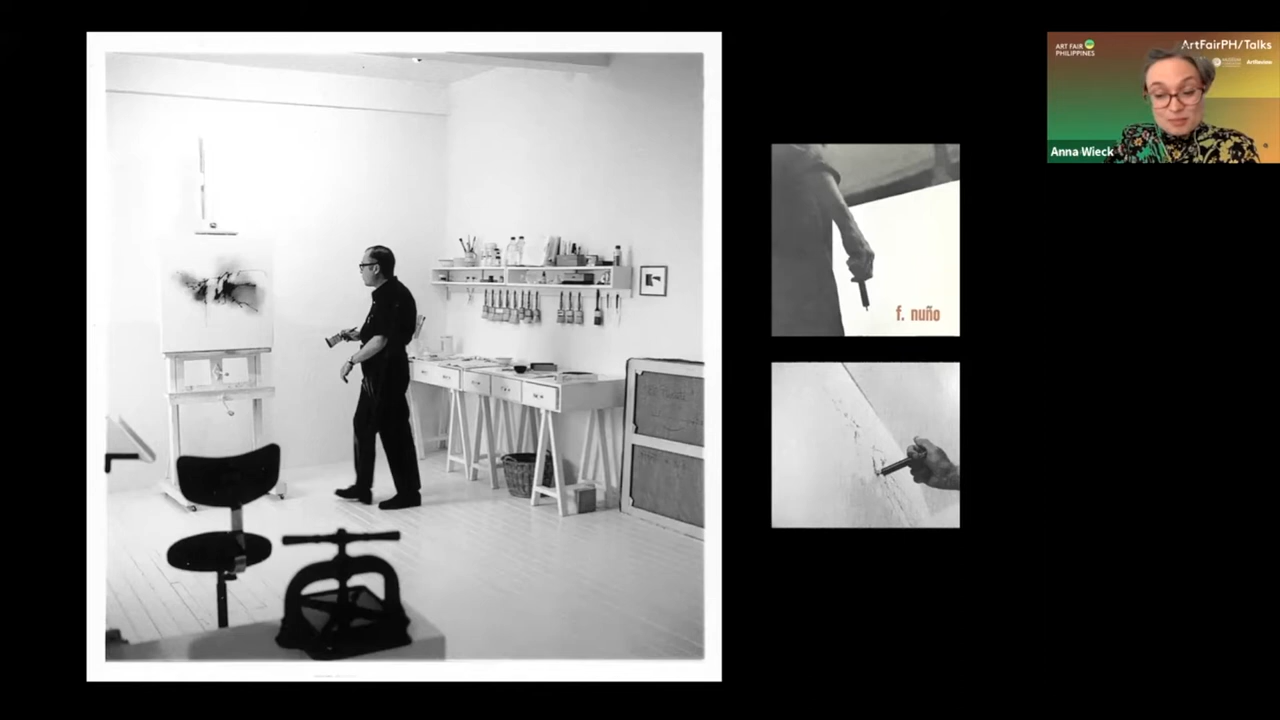 ART FAIR
PHILIPPINES
ArtFairPH/Talks
ArtReview
Anna Wieck
f. nuño